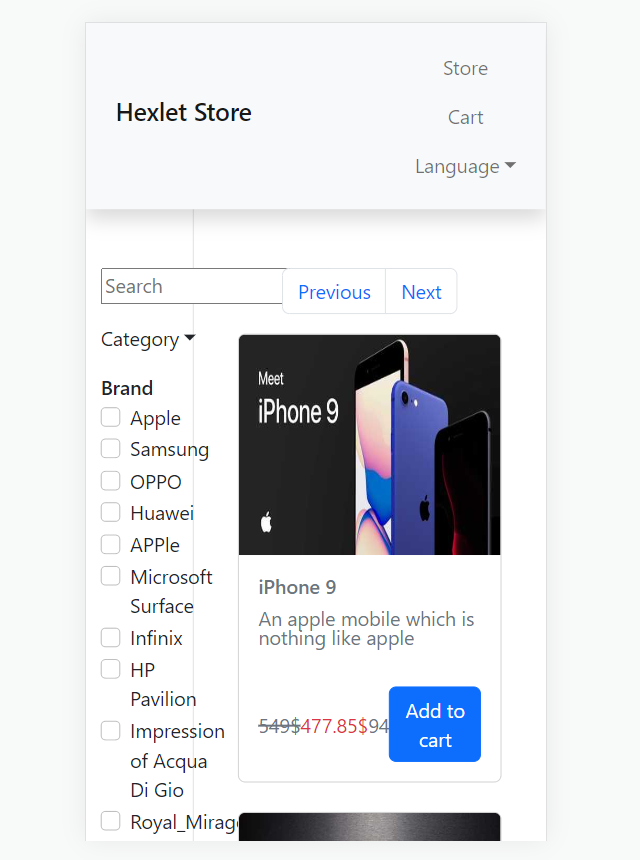 Store
Hexlet Store
Cart
Language
Search
Previous
Next
Category
Brand
Apple
Samsung
OPPO
Huawei
APPle
Microsoft
Surface
Infinix
HP
Pavilion
Impression
of Acqua
Di Gio
Meet
iPhone 9
iPhone 9
An apple mobile which is
nothing like apple
549$477.85$94
Add to
cart